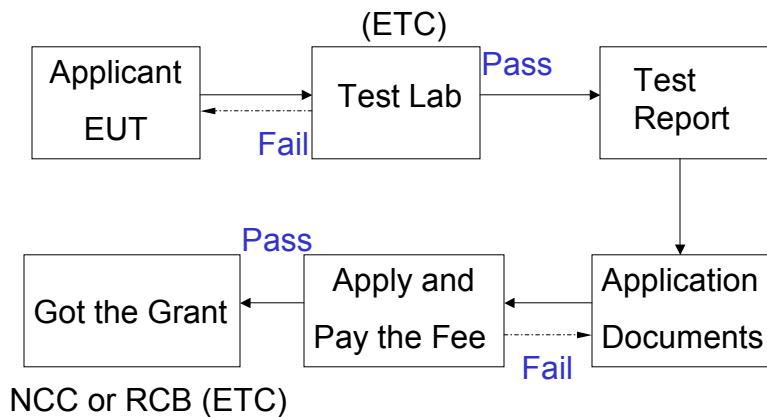 (ETC)
Applicant
EUT
Test Lab
Pass
Fail
Test
Report
Pass
Got the Grant
Apply and
Pay the Fee
Application
Documents
Fail
NCC or RCB (ETC)